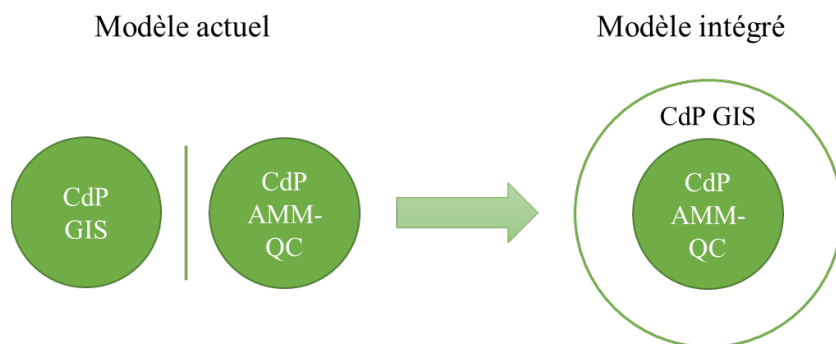 Modèle actuel
Modèle intégré
CdP
GIS
CdP
AMM-
QC
CdP GIS
CdP
AMM-
QC